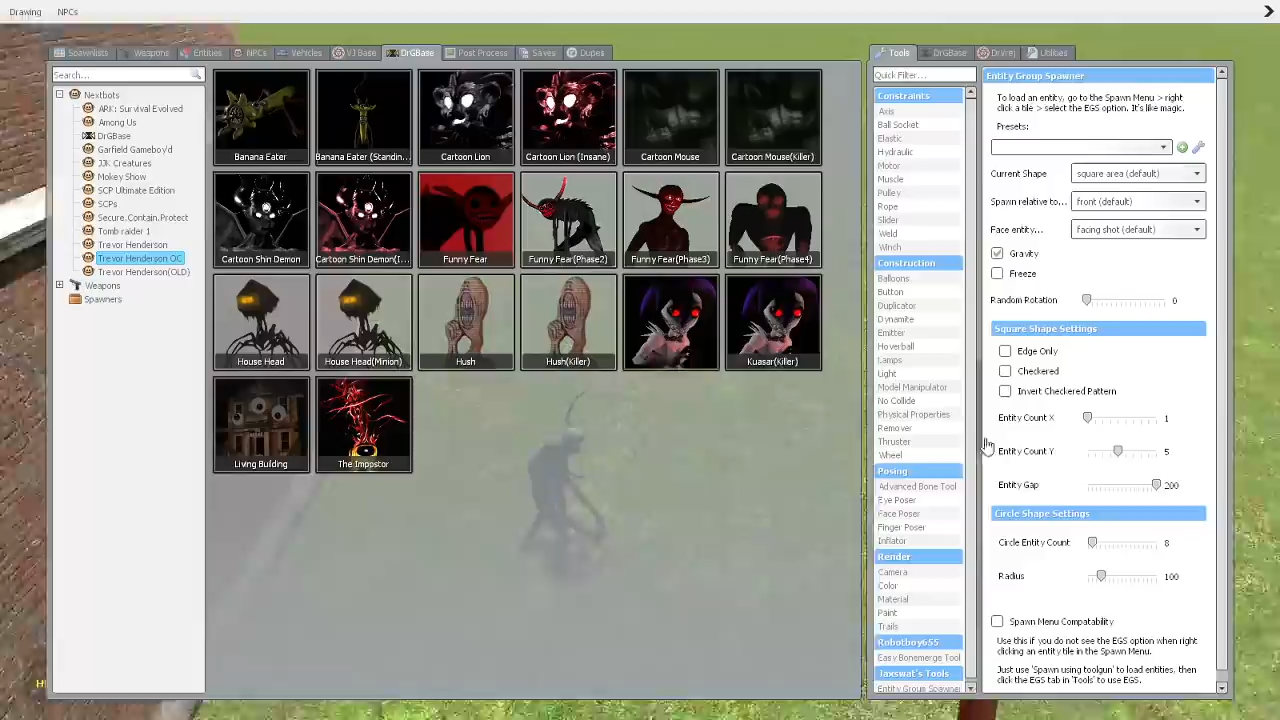 Drawing NPCs
Spawnlists Weapons Entities NPCs Vehicles VJ Base DrGBase Post Process Saves Dupes
Search...
Nextbots
ARK: Survival Evolved
Among Us
DrGBase
Garfield Gameboy'd
JJK Creatures
Mokey Show
SCP Ultimate Edition
SCPs
Secure.Contain.Protect
Tomb raider 1
Trevor Henderson
Trevor Henderson OC
Trevor Henderson(OLD)
Weapons
Spawners
Banana Eater
Banana Eater (Standin...
Cartoon Lion
Cartoon Lion (Insane)
Cartoon Mouse
Cartoon Mouse(Killer)
Cartoon Shin Demon
Cartoon Shin Demon(I...
Funny Fear
Funny Fear(Phase2)
Funny Fear(Phase3)
Funny Fear(Phase4)
House Head
House Head(Minion)
Hush
Hush(Killer)
Kuasar(Killer)
Living Building
The Impostor
Tools DrGBase DrVrej Utilities
Quick Filter...
Constraints
Axis
Ball Socket
Elastic
Hydraulic
Motor
Muscle
Pulley
Rope
Slider
Weld
Winch
Construction
Balloons
Button
Duplicator
Dynamite
Emitter
Hoverball
Lamps
Light
Model Manipulator
No Collide
Physical Properties
Remover
Thruster
Wheel
Posing
Advanced Bone Tool
Eye Poser
Face Poser
Finger Poser
Inflator
Render
Camera
Color
Material
Paint
Trails
Robotboy655
Easy Bonemerge Tool
Jaxswat's Tools
Entity Group Spawner
Entity Group Spawner
To load an entity, go to the Spawn Menu > right
click a tile > select the EGS option. It's like magic.
Presets:
Current Shape square area (default)
Spawn relative to... front (default)
Face entity... facing shot (default)
Gravity
Freeze
Random Rotation 0
Square Shape Settings
Edge Only
Checkered
Invert Checkered Pattern
Entity Count X 1
Entity Count Y 5
Entity Gap 200
Circle Shape Settings
Circle Entity Count 8
Radius 100
Spawn Menu Compatability
Use this if you do not see the EGS option when right
clicking an entity tile in the Spawn Menu.
Just use 'Spawn using toolgun' to load entities, then
click the EGS tab in 'Tools' to use EGS.